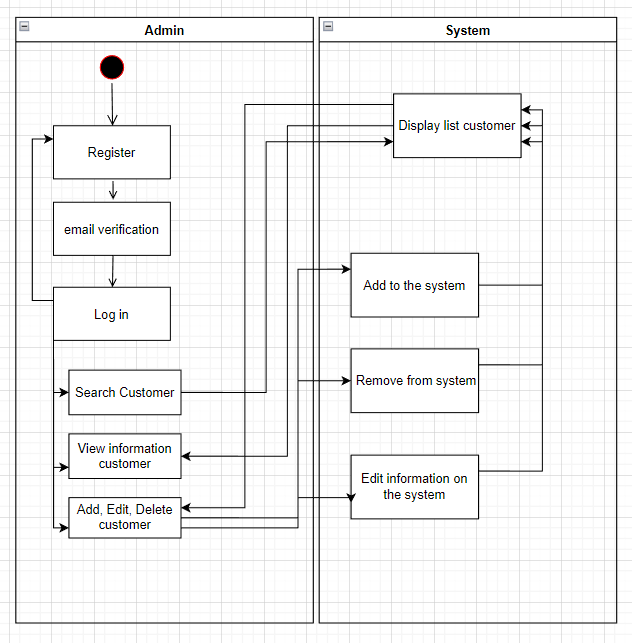 Admin
System
Display list customer
Register
email verification
Add to the system
Log in
Search Customer
Remove from system
View information
customer
Edit information on
the system
Add, Edit, Delete
customer